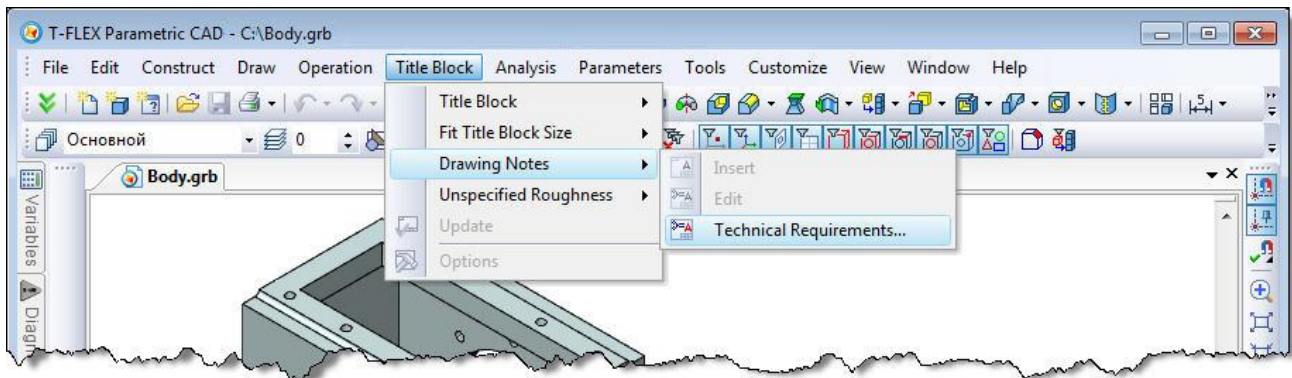 T-FLEX Parametric CAD - C:\Body.grb
File Edit Construct Draw Operation Title Block Analysis Parameters Tools Customize View Window Help
Title Block
Fit Title Block Size
Drawing Notes
Unspecified Roughness
Update
Options
Insert
Edit
Technical Requirements...
Основной 0
Body.grb
Variables